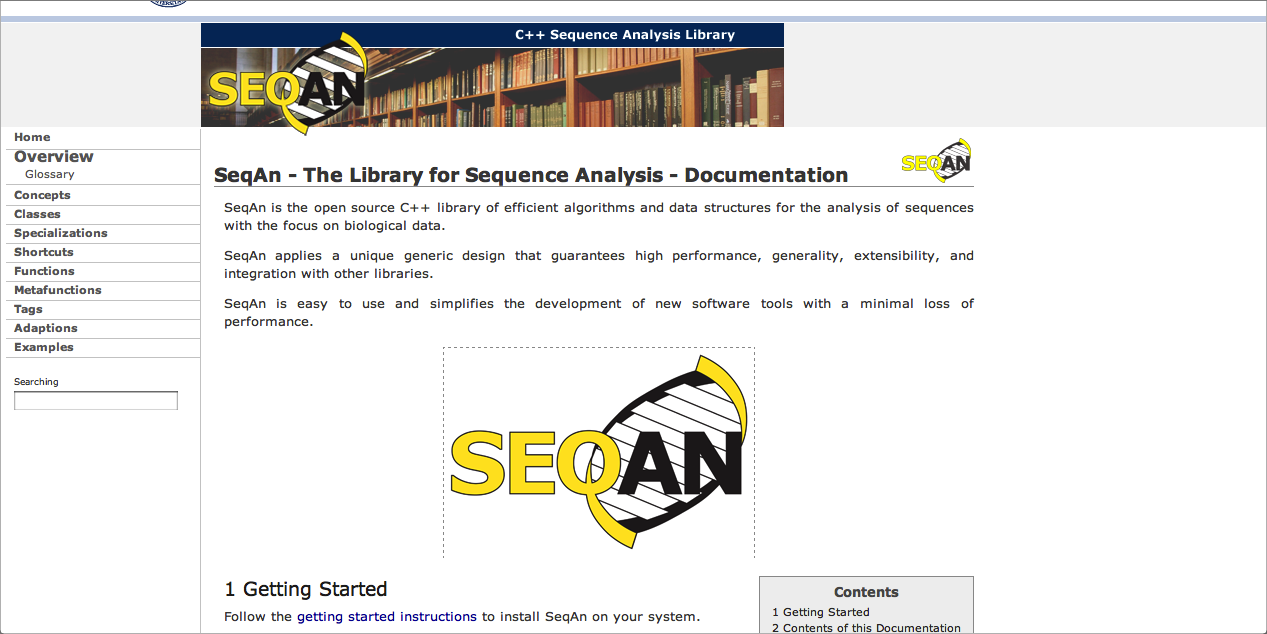 C++ Sequence Analysis Library
SEQAN
Home
Overview
Glossary
Concepts
Classes
Specializations
Shortcuts
Functions
Metafunctions
Tags
Adaptions
Examples
Searching
SEQAN
SeqAn - The Library for Sequence Analysis - Documentation
SeqAn is the open source C++ library of efficient algorithms and data structures for the analysis of sequences
with the focus on biological data.
SeqAn applies a unique generic design that guarantees high performance, generality, extensibility, and
integration with other libraries.
SeqAn is easy to use and simplifies the development of new software tools with a minimal loss of
performance.
SEQAN
1 Getting Started
Follow the getting started instructions to install SeqAn on your system.
Contents
1 Getting Started
2 Contents of this Documentation